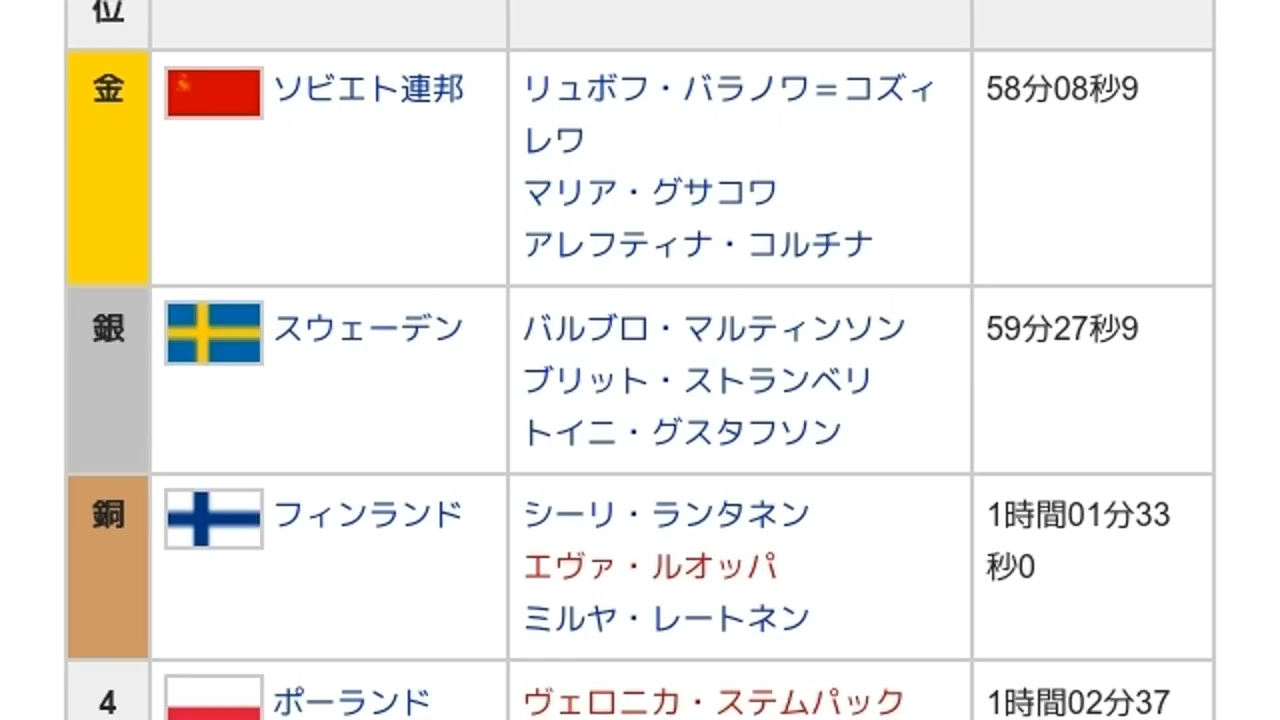 位
金 ソビエト連邦 リュボフ・バラノワ=コズィ 58分08秒9
レワ
マリア・グサコワ
アレフティナ・コルチナ
銀 スウェーデン バルブロ・マルティンソン 59分27秒9
ブリット・ストランベリ
トイニ・グスタフソン
銅 フィンランド シーリ・ランタネン 1時間01分33
エヴァ・ルオッパ 秒0
ミルヤ・レートネン
4 ポーランド ヴェロニカ・ステムパック 1時間02分37